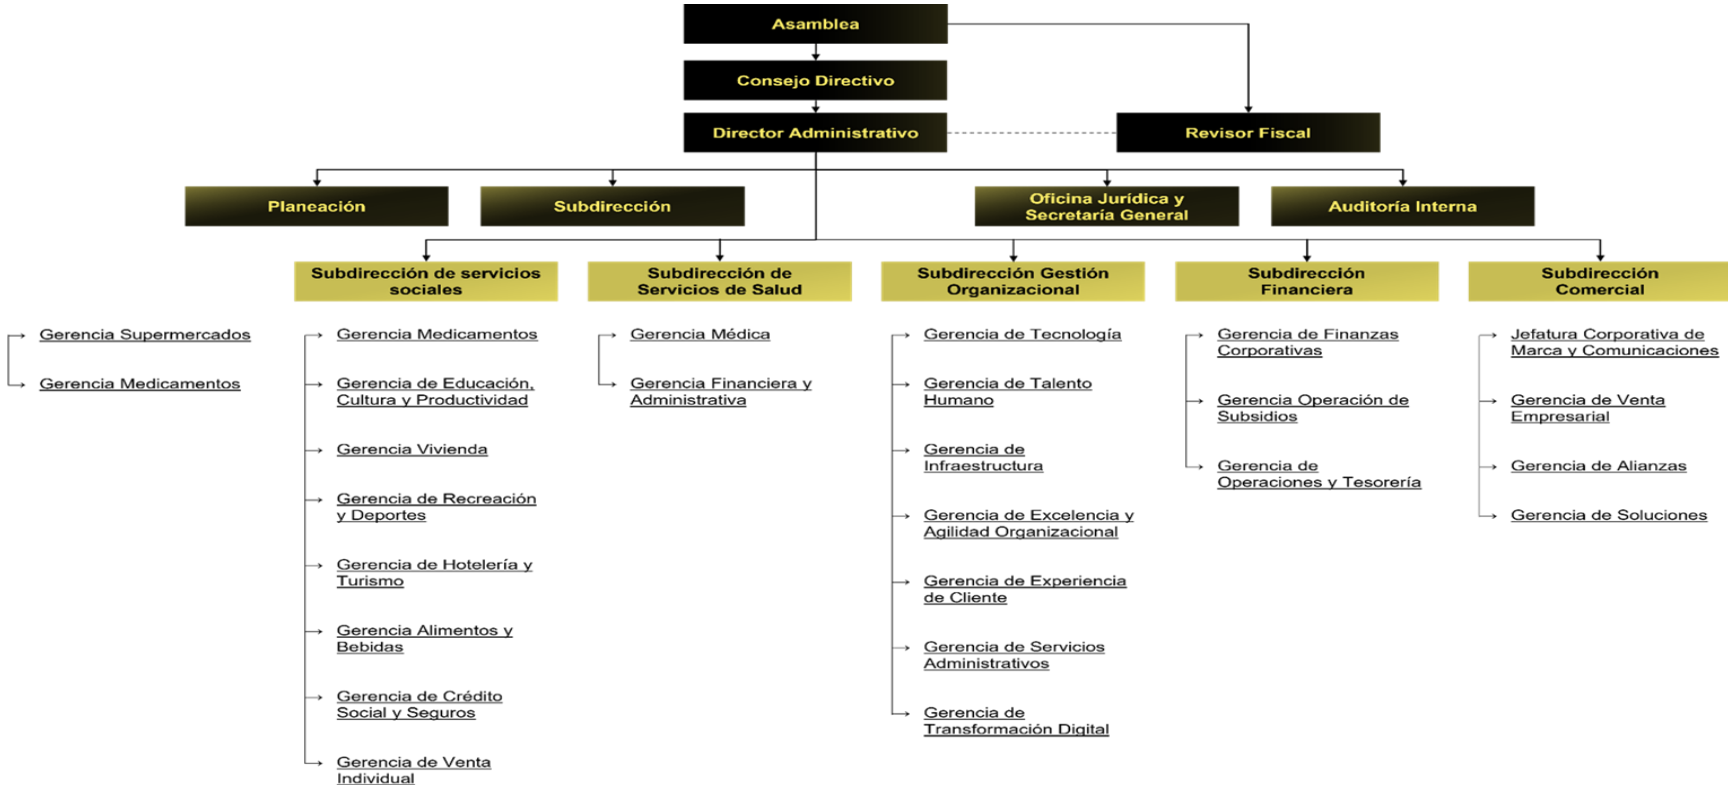 Asamblea
Consejo Directivo
Director Administrativo
Revisor Fiscal
Planeación
Subdirección
Oficina Jurídica y
Secretaría General
Auditoría Interna
Subdirección de servicios
sociales
Subdirección de
Servicios de Salud
Subdirección Gestión
Organizacional
Subdirección
Financiera
Subdirección
Comercial
Gerencia Supermercados
Gerencia Medicamentos
Gerencia Medicamentos
Gerencia de Educación,
Cultura y Productividad
Gerencia Vivienda
Gerencia de Recreación
y Deportes
Gerencia de Hotelería y
Turismo
Gerencia Alimentos y
Bebidas
Gerencia de Crédito
Social y Seguros
Gerencia de Venta
Individual
Gerencia Médica
Gerencia Financiera y
Administrativa
Gerencia de Tecnología
Gerencia de Talento
Humano
Gerencia de
Infraestructura
Gerencia de Excelencia y
Agilidad Organizacional
Gerencia de Experiencia
de Cliente
Gerencia de Servicios
Administrativos
Gerencia de
Transformación Digital
Gerencia de Finanzas
Corporativas
Gerencia Operación de
Subsidios
Gerencia de
Operaciones y Tesorería
Jefatura Corporativa de
Marca y Comunicaciones
Gerencia de Venta
Empresarial
Gerencia de Alianzas
Gerencia de Soluciones